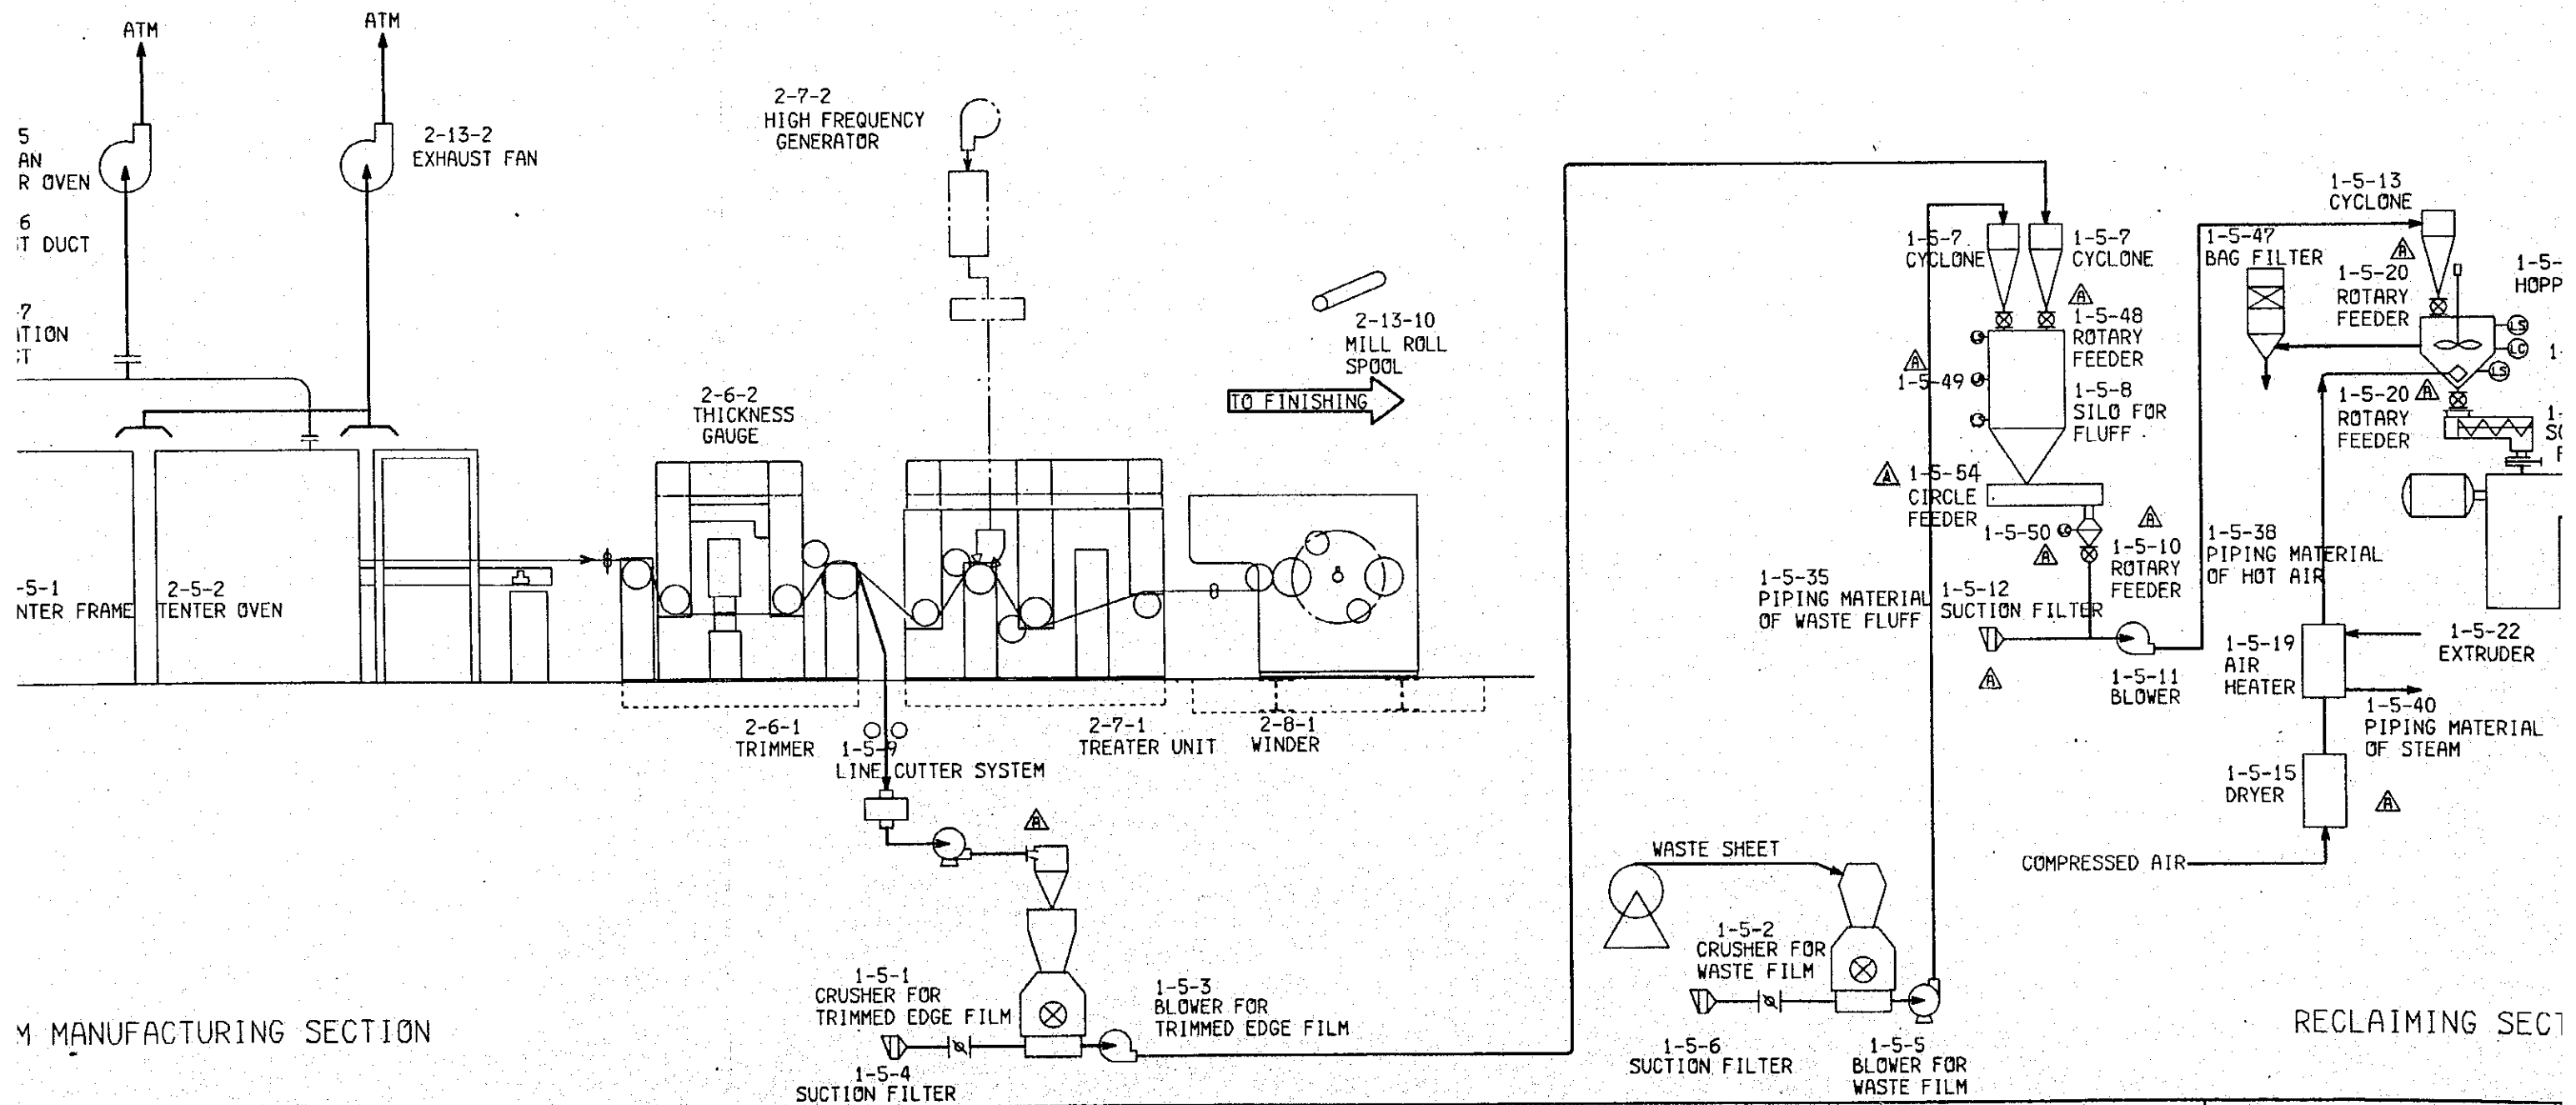 ATM
ATM
5
AN
R OVEN
6
T DUCT
7
ATION
T
2-13-2
EXHAUST FAN
2-7-2
HIGH FREQUENCY
GENERATOR
2-13-10
MILL ROLL
SPOOL
TO FINISHING
2-6-2
THICKNESS
GAUGE
-5-1
NTER FRAME
2-5-2
TENTER OVEN
2-6-1
TRIMMER
2-7-1
TREATER UNIT
2-8-1
WINDER
1-5-9
LINE CUTTER SYSTEM
A
1-5-1
CRUSHER FOR
TRIMMED EDGE FILM
1-5-3
BLOWER FOR
TRIMMED EDGE FILM
1-5-4
SUCTION FILTER
M MANUFACTURING SECTION
1-5-7
CYCLONE
1-5-7
CYCLONE
A
1-5-48
ROTARY
FEEDER
A
1-5-49
1-5-8
SILO FOR
FLUFF
A
1-5-54
CIRCLE
FEEDER
1-5-50
A
A
1-5-10
ROTARY
FEEDER
1-5-35
PIPING MATERIAL
OF WASTE FLUFF
1-5-12
SUCTION FILTER
A
1-5-11
BLOWER
1-5-38
PIPING MATERIAL
OF HOT AIR
1-5-47
BAG FILTER
1-5-13
CYCLONE
A
1-5-20
ROTARY
FEEDER
LS
LC
LS
1-5-20
ROTARY
FEEDER
A
1-5-
HOPP
1-
1-
SC
F
1-5-19
AIR
HEATER
1-5-22
EXTRUDER
1-5-40
PIPING MATERIAL
OF STEAM
1-5-15
DRYER
A
COMPRESSED AIR
WASTE SHEET
1-5-2
CRUSHER FOR
WASTE FILM
1-5-6
SUCTION FILTER
1-5-5
BLOWER FOR
WASTE FILM
RECLAIMING SECT